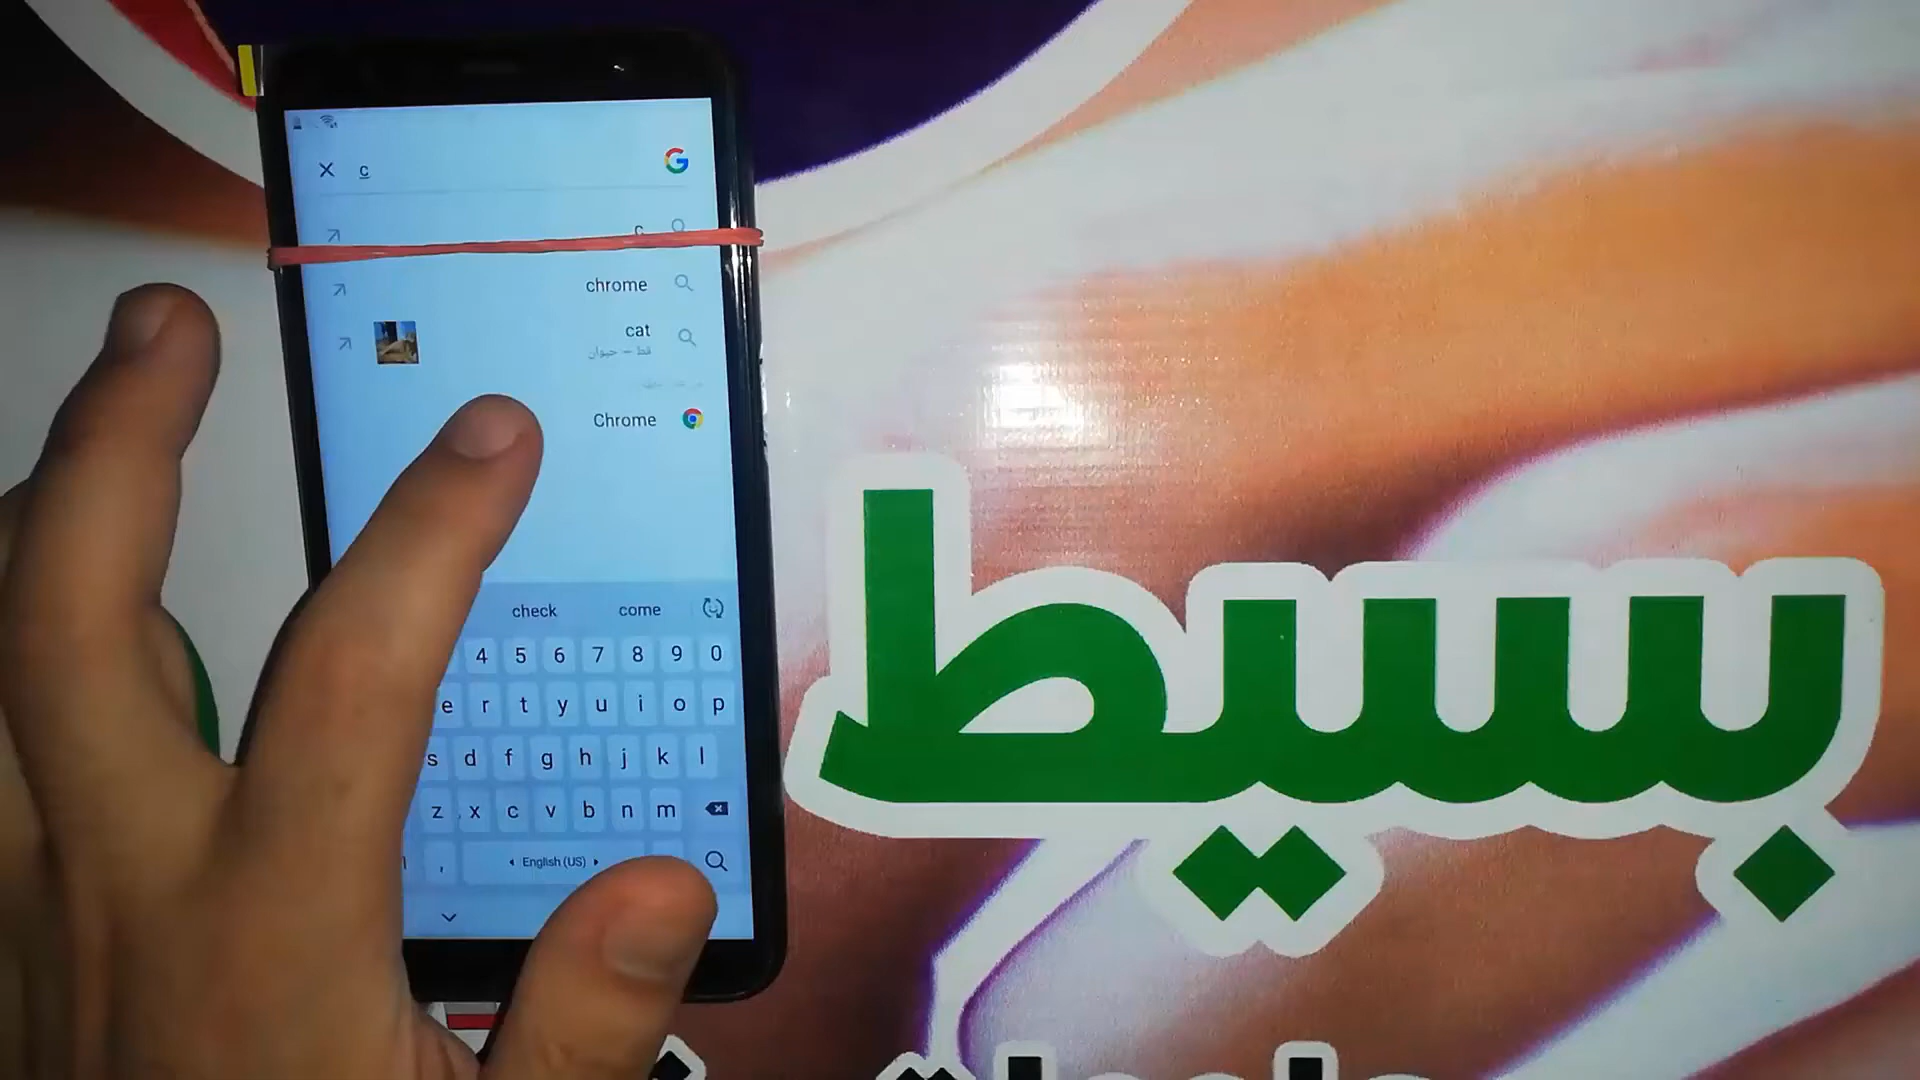 c
c
chrome
cat
قط – حيوان
Chrome
check come
4 5 6 7 8 9 0
e r t y u i o p
s d f g h j k l
z x c v b n m
, English (US)
بسيط